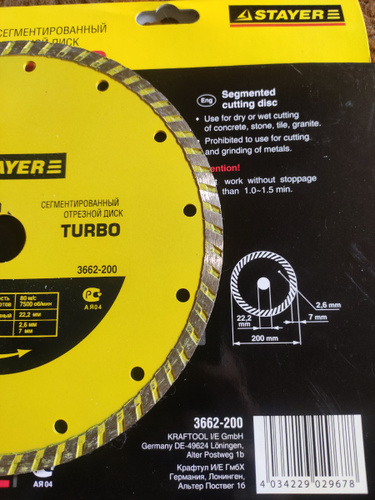 STAYER
СЕГМЕНТИРОВАННЫЙ
ОТРЕЗНОЙ ДИСК
Eng
Segmented
cutting disc
• Use for dry or wet cutting
of concrete, stone, tile, granite.
• Prohibited to use for cutting
and grinding of metals.
work without stoppage
than 1.0~1.5 min.
STAYER
СЕГМЕНТИРОВАННЫЙ
ОТРЕЗНОЙ ДИСК
TURBO
3662-200
80 м/с
7500 об/мин
22,2 мм
2,6 мм
7 мм
АЯ04
2,6 mm
22,2
mm
7 mm
200 mm
3662-200
KRAFTOOL I/E GmbH
Germany DE-49624 Löningen,
Alter Postweg 1b
Крафтул И/Е ГмбХ
Германия, Лонинген,
Альтер Поствег 1б
АЯ04
4 034229 029678